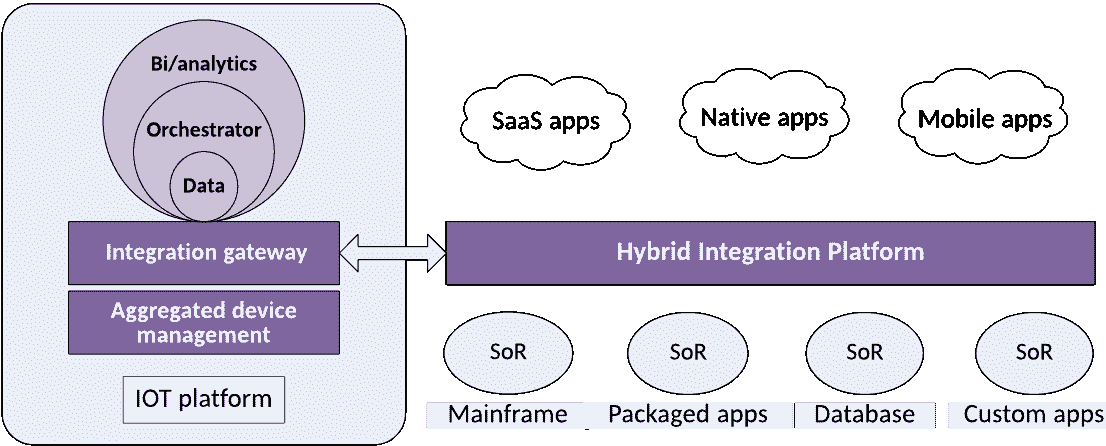 Bi/analytics
Orchestrator
Data
Integration gateway
Aggregated device
management
IOT platform
SaaS apps
Native apps
Mobile apps
Hybrid Integration Platform
SoR
SoR
SoR
SoR
Mainframe
Packaged apps
Database
Custom apps